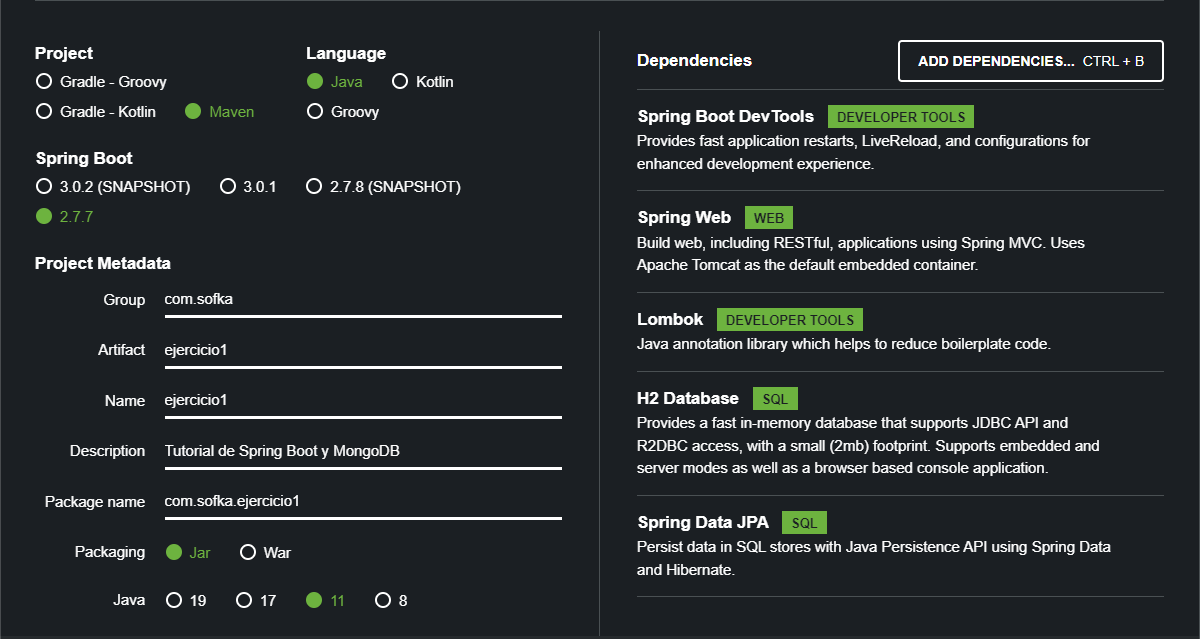 Project
Language
Gradle - Groovy
Java
Kotlin
Gradle - Kotlin
Maven
Groovy
Spring Boot
3.0.2 (SNAPSHOT)
3.0.1
2.7.8 (SNAPSHOT)
2.7.7
Project Metadata
Group com.sofka
Artifact ejercicio1
Name ejercicio1
Description Tutorial de Spring Boot y MongoDB
Package name com.sofka.ejercicio1
Packaging Jar War
Java 19 17 11 8
Dependencies
ADD DEPENDENCIES... CTRL + B
Spring Boot DevTools DEVELOPER TOOLS
Provides fast application restarts, LiveReload, and configurations for
enhanced development experience.
Spring Web WEB
Build web, including RESTful, applications using Spring MVC. Uses
Apache Tomcat as the default embedded container.
Lombok DEVELOPER TOOLS
Java annotation library which helps to reduce boilerplate code.
H2 Database SQL
Provides a fast in-memory database that supports JDBC API and
R2DBC access, with a small (2mb) footprint. Supports embedded and
server modes as well as a browser based console application.
Spring Data JPA SQL
Persist data in SQL stores with Java Persistence API using Spring Data
and Hibernate.